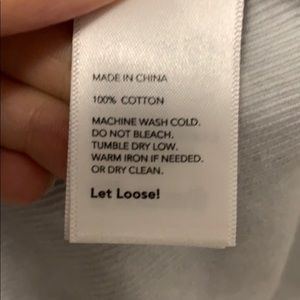 MADE IN CHINA
100% COTTON
MACHINE WASH COLD.
DO NOT BLEACH.
TUMBLE DRY LOW.
WARM IRON IF NEEDED.
OR DRY CLEAN.
Let Loose!